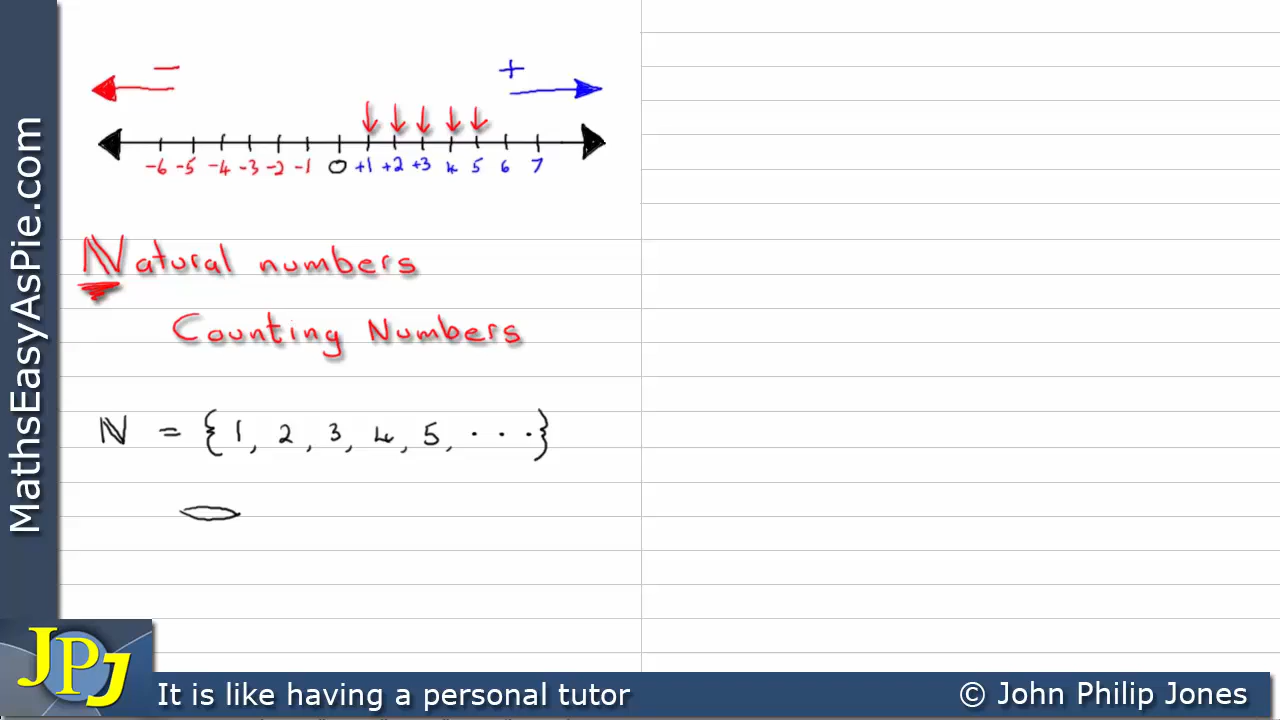 − +
-6 -5 -4 -3 -2 -1 0 +1 +2 +3 4 5 6 7
ℕatural numbers
Counting Numbers
ℕ = {1, 2, 3, 4, 5, ...}
MathsEasyAsPie.com
JPJ
It is like having a personal tutor
© John Philip Jones